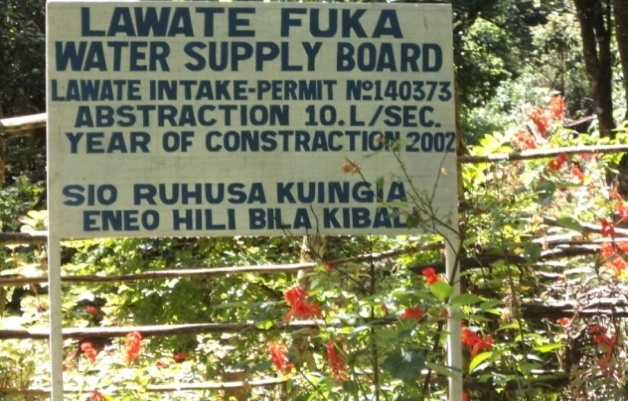 LAWATE FUKA
WATER SUPPLY BOARD
LAWATE INTAKE-PERMIT Nº140373
ABSTRACTION 10.L/SEC.
YEAR OF CONSTRACTION 2002
SIO RUHUSA KUINGIA
ENEO HILI BILA